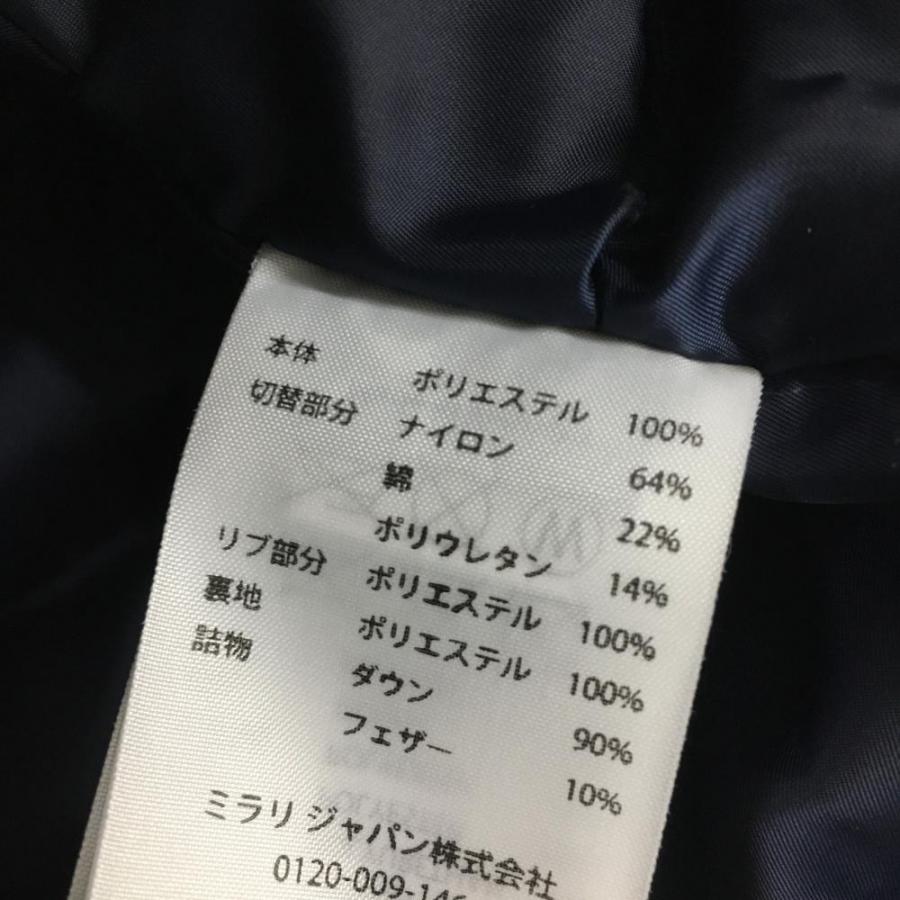 本体 ポリエステル 100%
切替部分 ナイロン 64%
綿 22%
ポリウレタン 14%
リブ部分 ポリエステル 100%
裏地 ポリエステル 100%
詰物 ダウン 90%
フェザー 10%
ミラリ ジャパン株式会社
0120-009-146